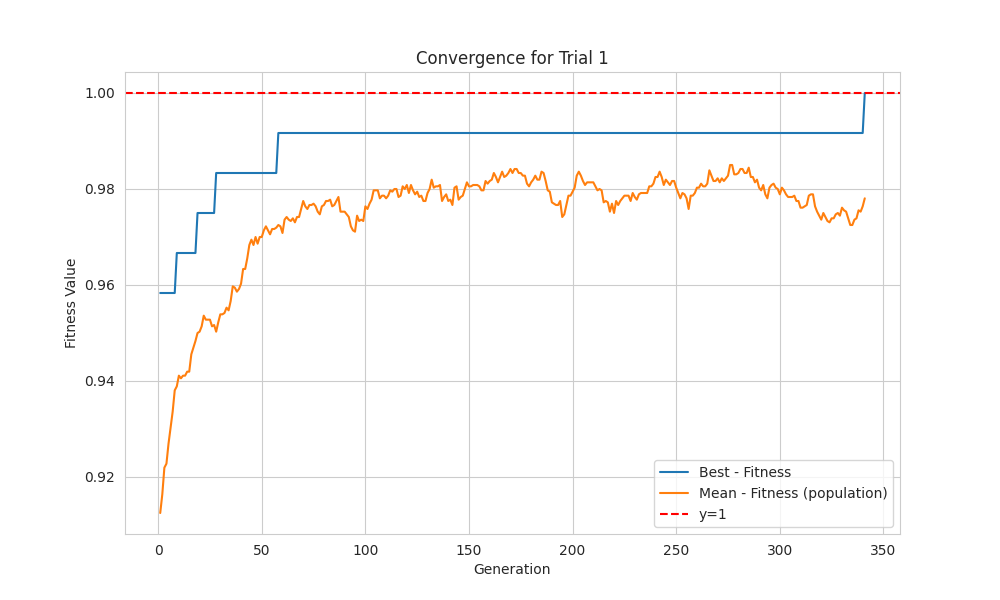 Convergence for Trial 1
Fitness Value
1.00
0.98
0.96
0.94
0.92
0
50
100
150
200
250
300
350
Generation
Best - Fitness
Mean - Fitness (population)
y=1